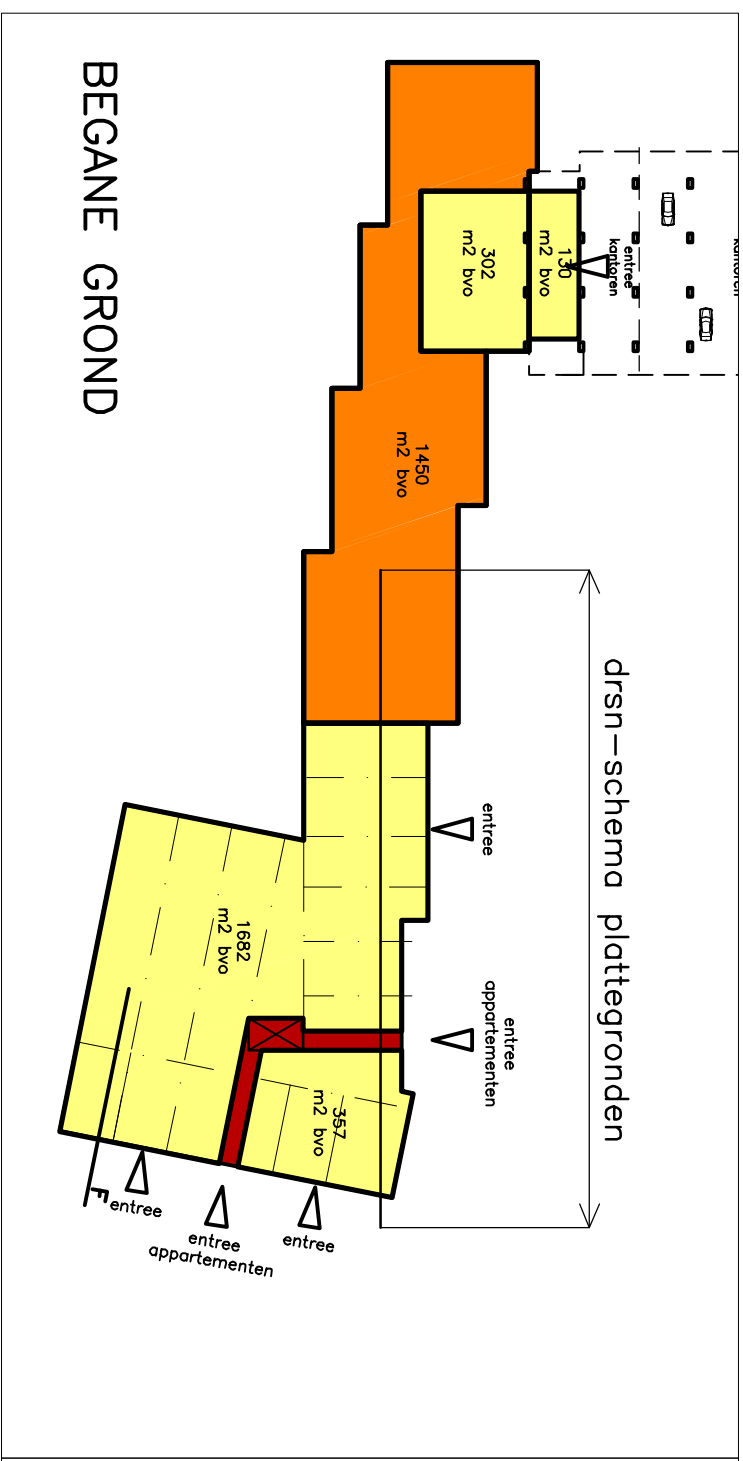 BEGANE GROND
kantoren
entree
kantoren
130
m2 bvo
302
m2 bvo
1450
m2 bvo
drsn-schema plattegronden
entree
entree
appartementen
1682
m2 bvo
357
m2 bvo
F
entree
entree
appartementen
entree